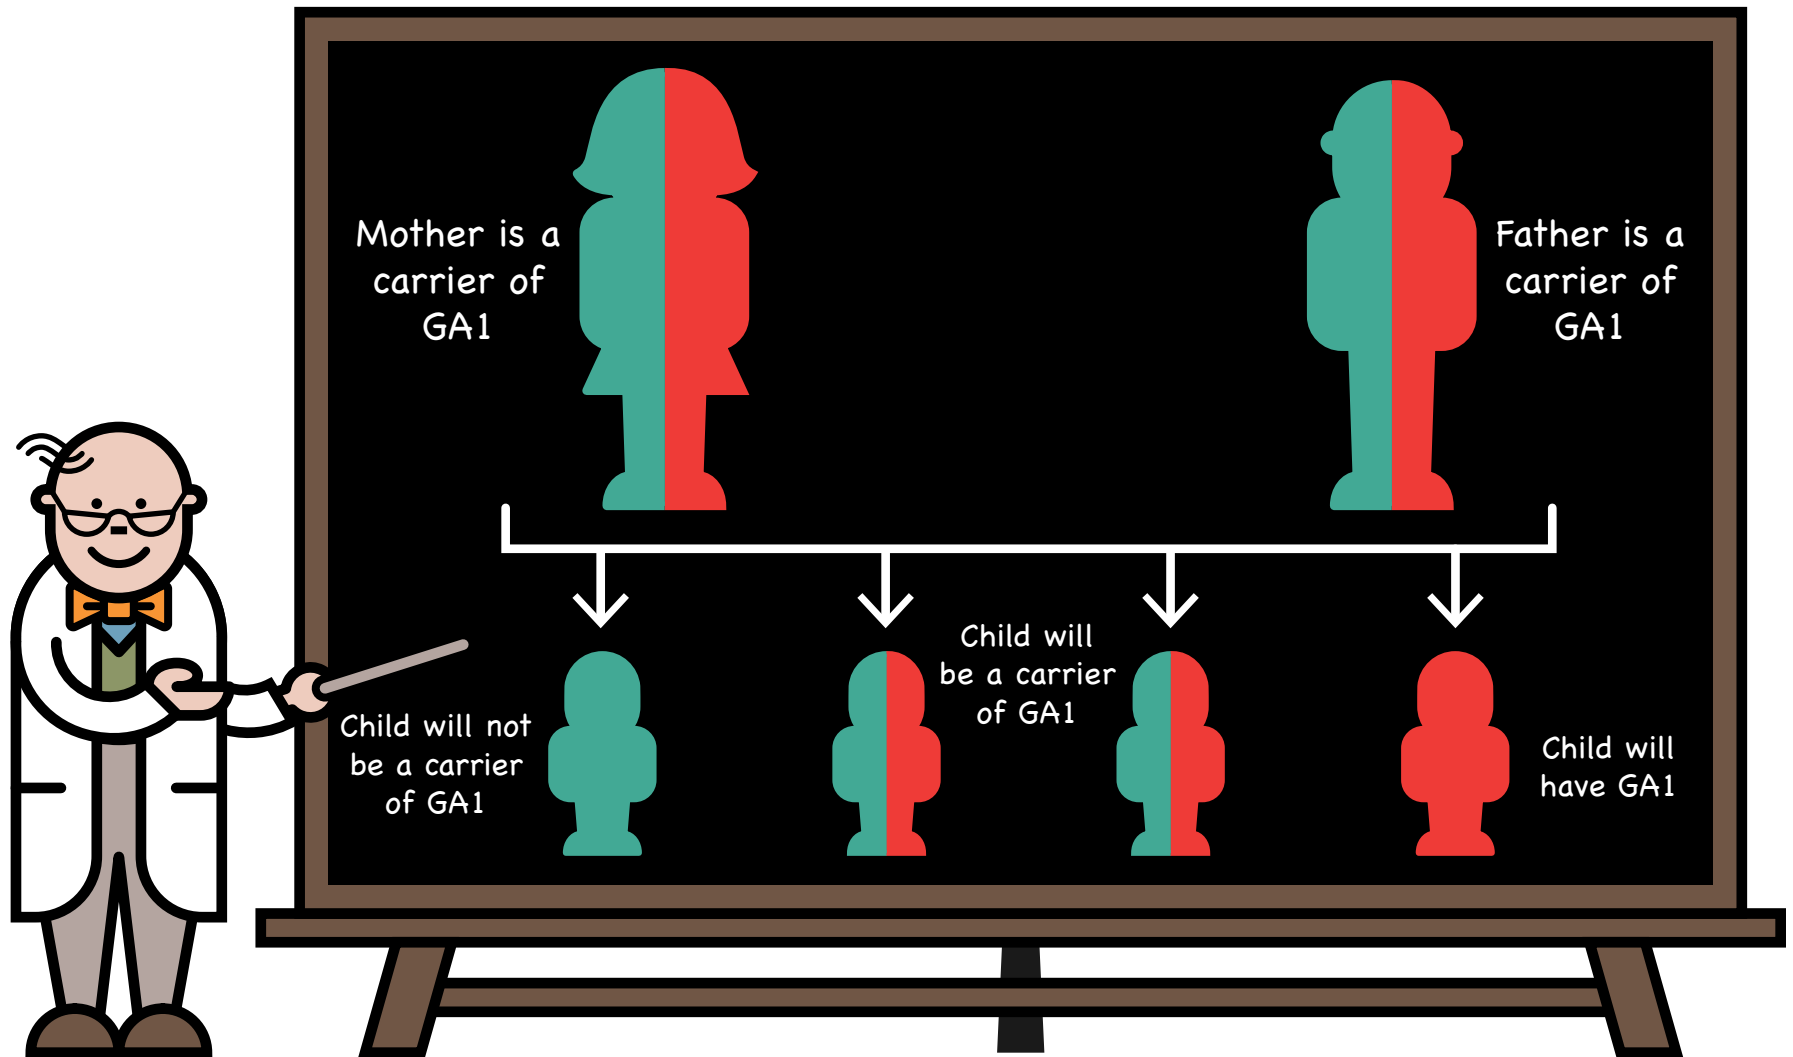 Mother is a
carrier of
GA1
Father is a
carrier of
GA1
Child will not
be a carrier
of GA1
Child will
be a carrier
of GA1
Child will
have GA1